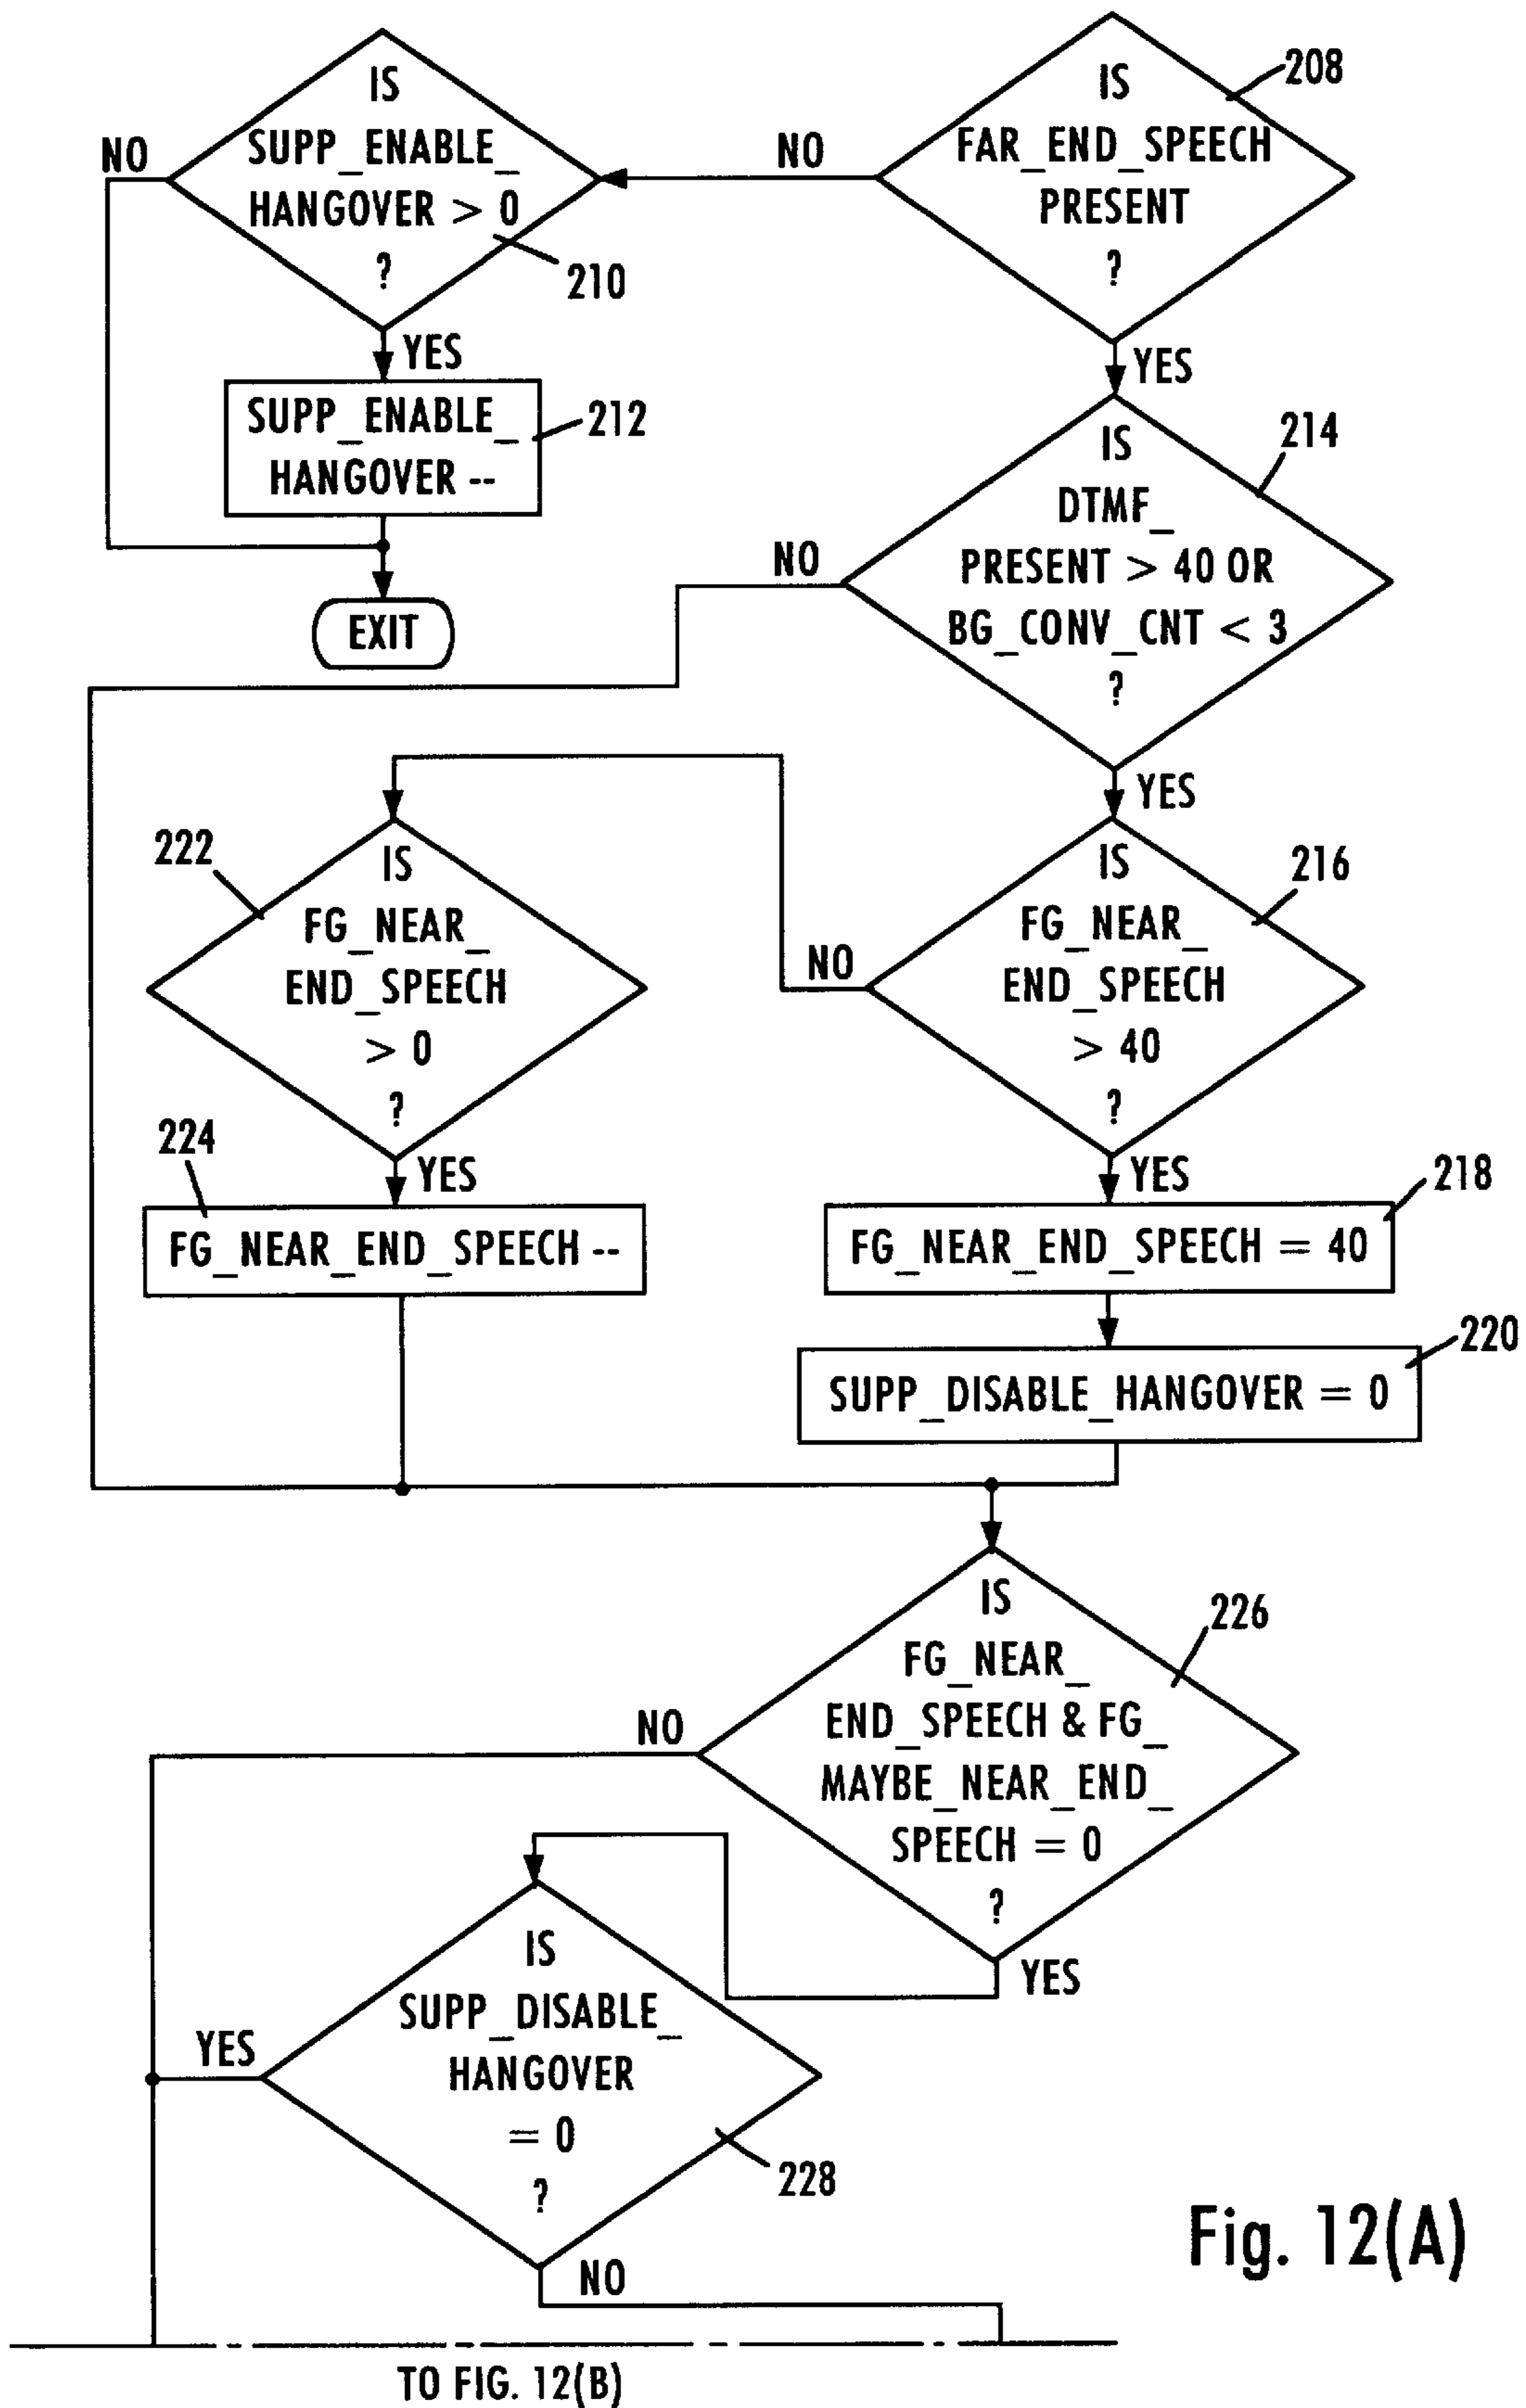 IS
SUPP_ENABLE_
HANGOVER > 0
?
210
NO
YES
SUPP_ENABLE_
HANGOVER --
212
EXIT
IS
FAR_END_SPEECH
PRESENT
?
208
NO
YES
IS
DTMF_
PRESENT > 40 OR
BG_CONV_CNT < 3
?
214
NO
YES
IS
FG_NEAR_
END_SPEECH
> 40
?
216
NO
YES
FG_NEAR_END_SPEECH = 40
218
SUPP_DISABLE_HANGOVER = 0
220
IS
FG_NEAR_
END_SPEECH
> 0
?
222
YES
224
FG_NEAR_END_SPEECH --
IS
FG_NEAR_
END_SPEECH & FG_
MAYBE_NEAR_END_
SPEECH = 0
?
226
NO
YES
IS
SUPP_DISABLE_
HANGOVER
= 0
?
228
YES
NO
Fig. 12(A)
TO FIG. 12(B)